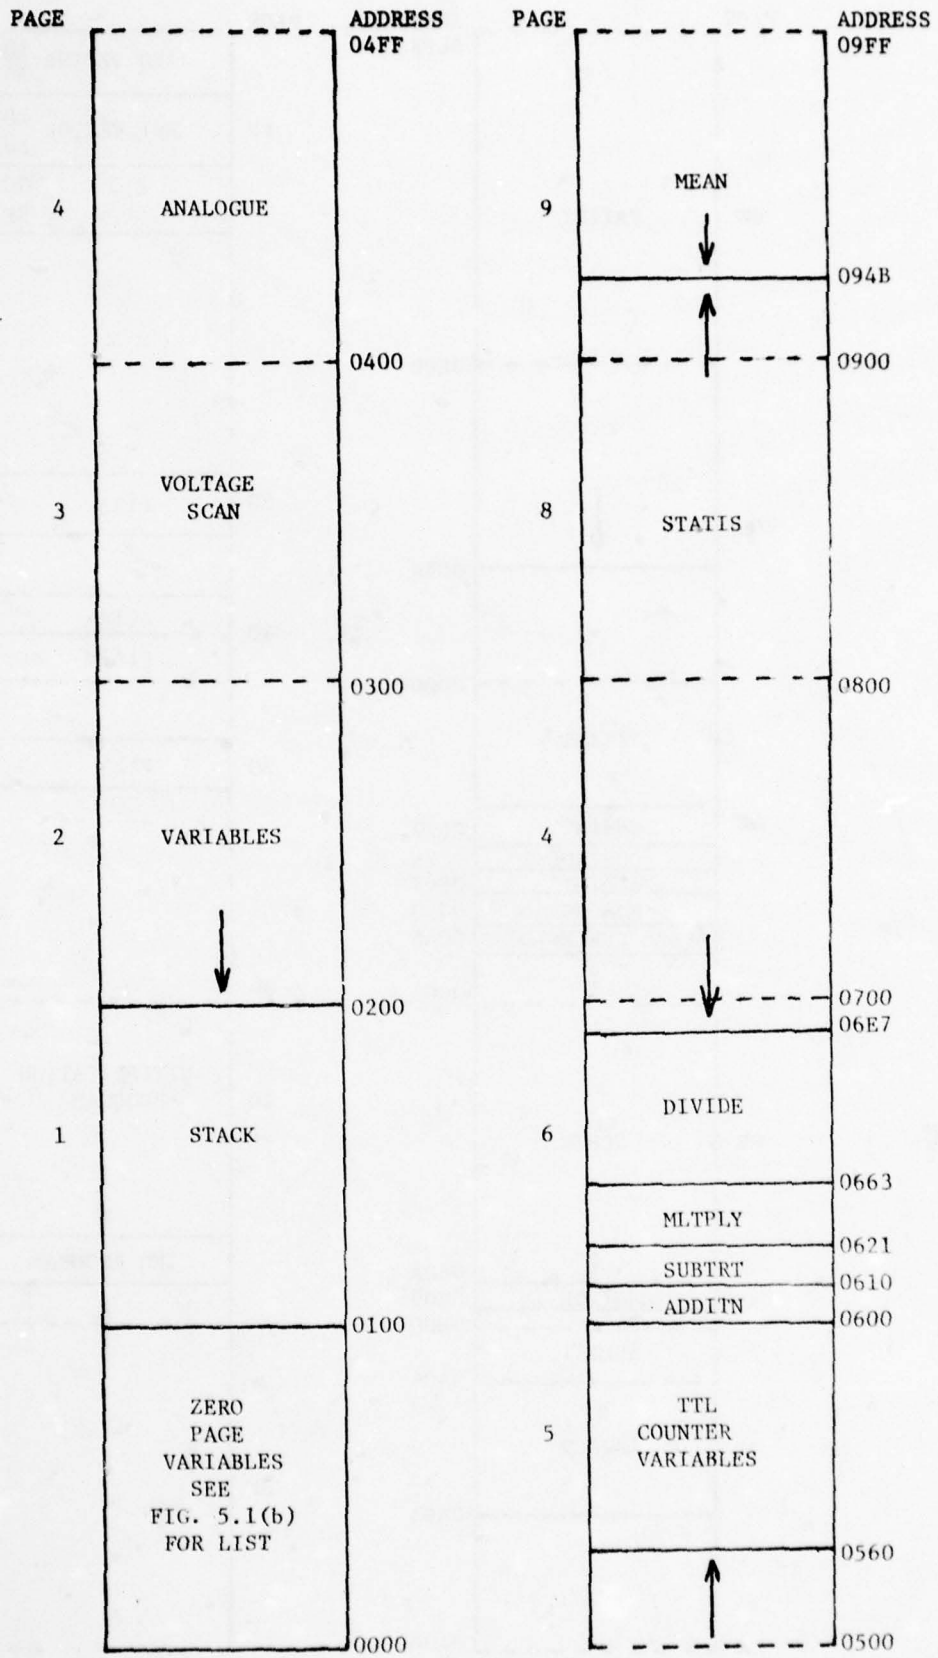 PAGE
ADDRESS
04FF
4
ANALOGUE
0400
3
VOLTAGE
SCAN
0300
2
VARIABLES
0200
1
STACK
0100
ZERO
PAGE
VARIABLES
SEE
FIG. 5.1(b)
FOR LIST
0000
PAGE
ADDRESS
09FF
9
MEAN
094B
0900
8
STATIS
0800
4
0700
06E7
6
DIVIDE
0663
MLTPLY
0621
SUBTRT
0610
ADDITN
0600
5
TTL
COUNTER
VARIABLES
0560
0500